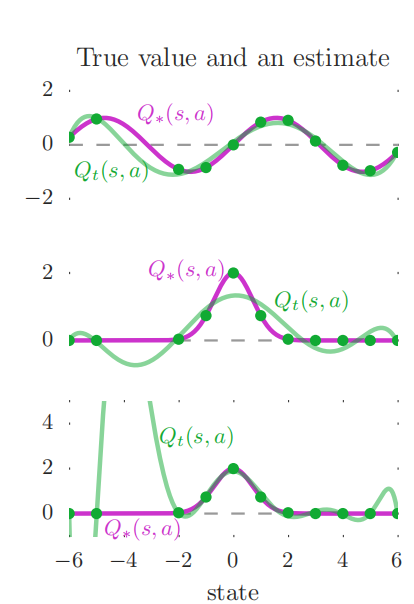 True value and an estimate
2
Q*(s, a)
0
Qt(s, a)
−2
2
Q*(s, a)
Qt(s, a)
0
4
Qt(s, a)
2
0
Q*(s, a)
−6 −4 −2 0 2 4 6
state